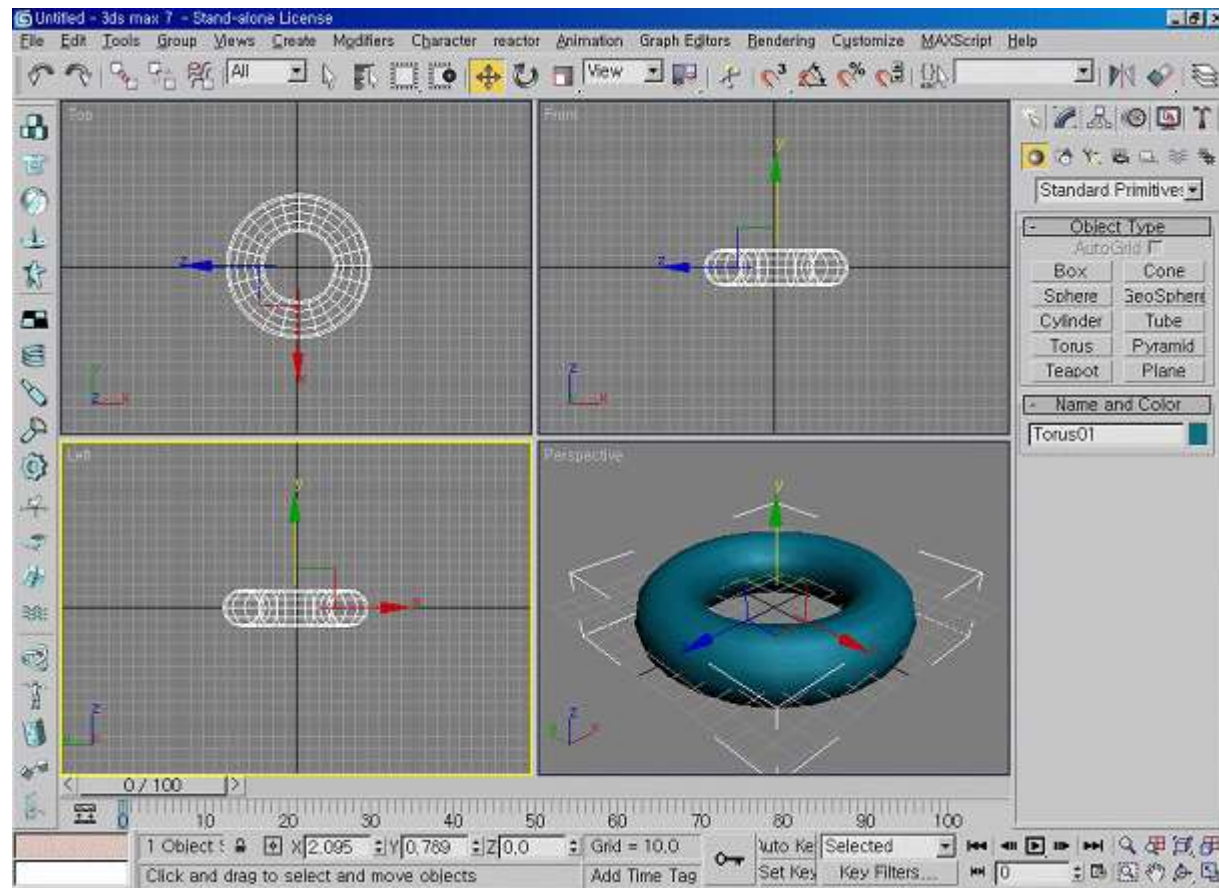 Untitled - 3ds max 7 - Stand-alone License
File Edit Tools Group Views Create Modifiers Character reactor Animation Graph Editors Rendering Customize MAXScript Help
All View
Top Front
Standard Primitives
- Object Type
AutoGrid
Box Cone
Sphere GeoSphere
Cylinder Tube
Torus Pyramid
Teapot Plane
- Name and Color
Torus01
y
z
z
x
z
z x
x
Left Perspective
y
y
x
z
z
0 / 100
0 10 20 30 40 50 60 70 80 90 100
1 Object X 2.095 Y 0.789 Z 0.0 Grid = 10.0 Auto Key Selected
Click and drag to select and move objects Add Time Tag Set Key Key Filters... 0